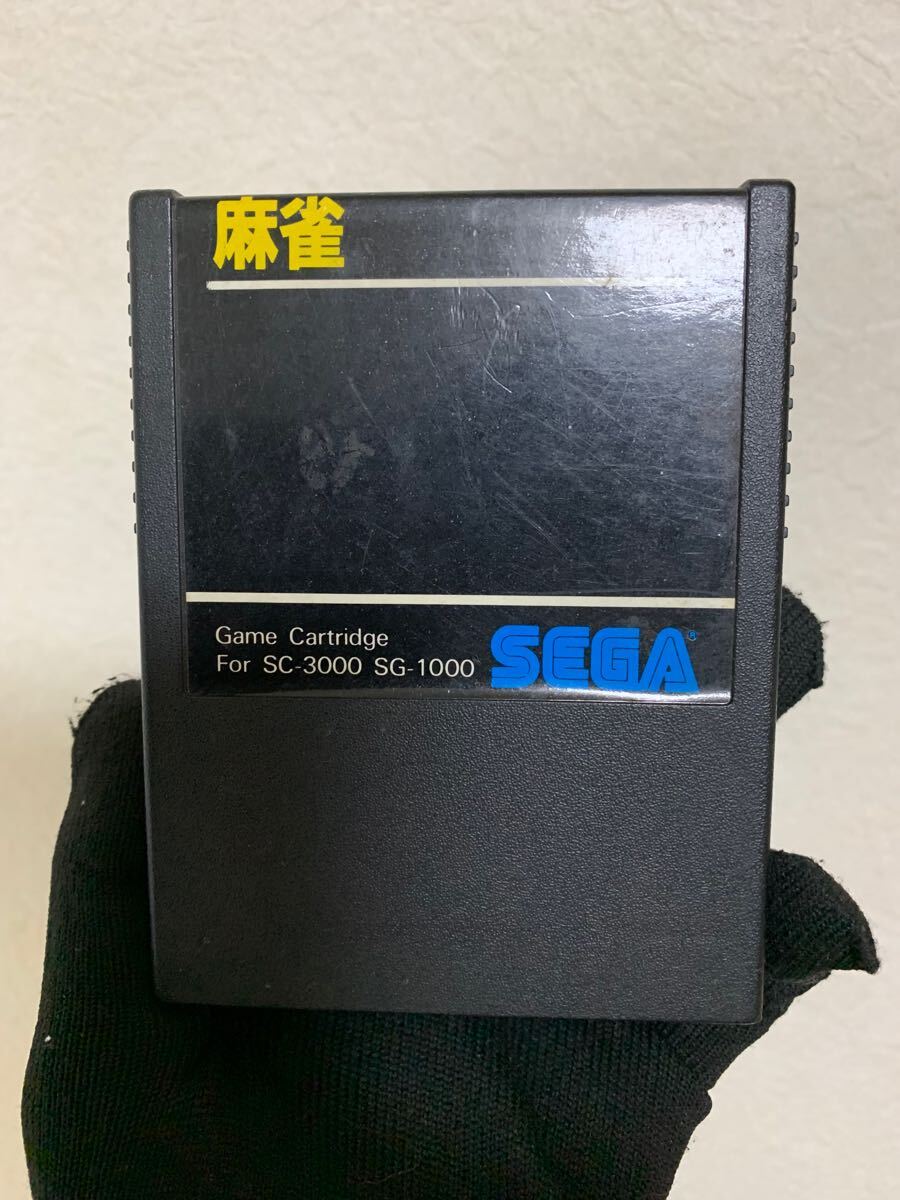 麻雀
Game Cartridge
For SC-3000 SG-1000
SEGA®